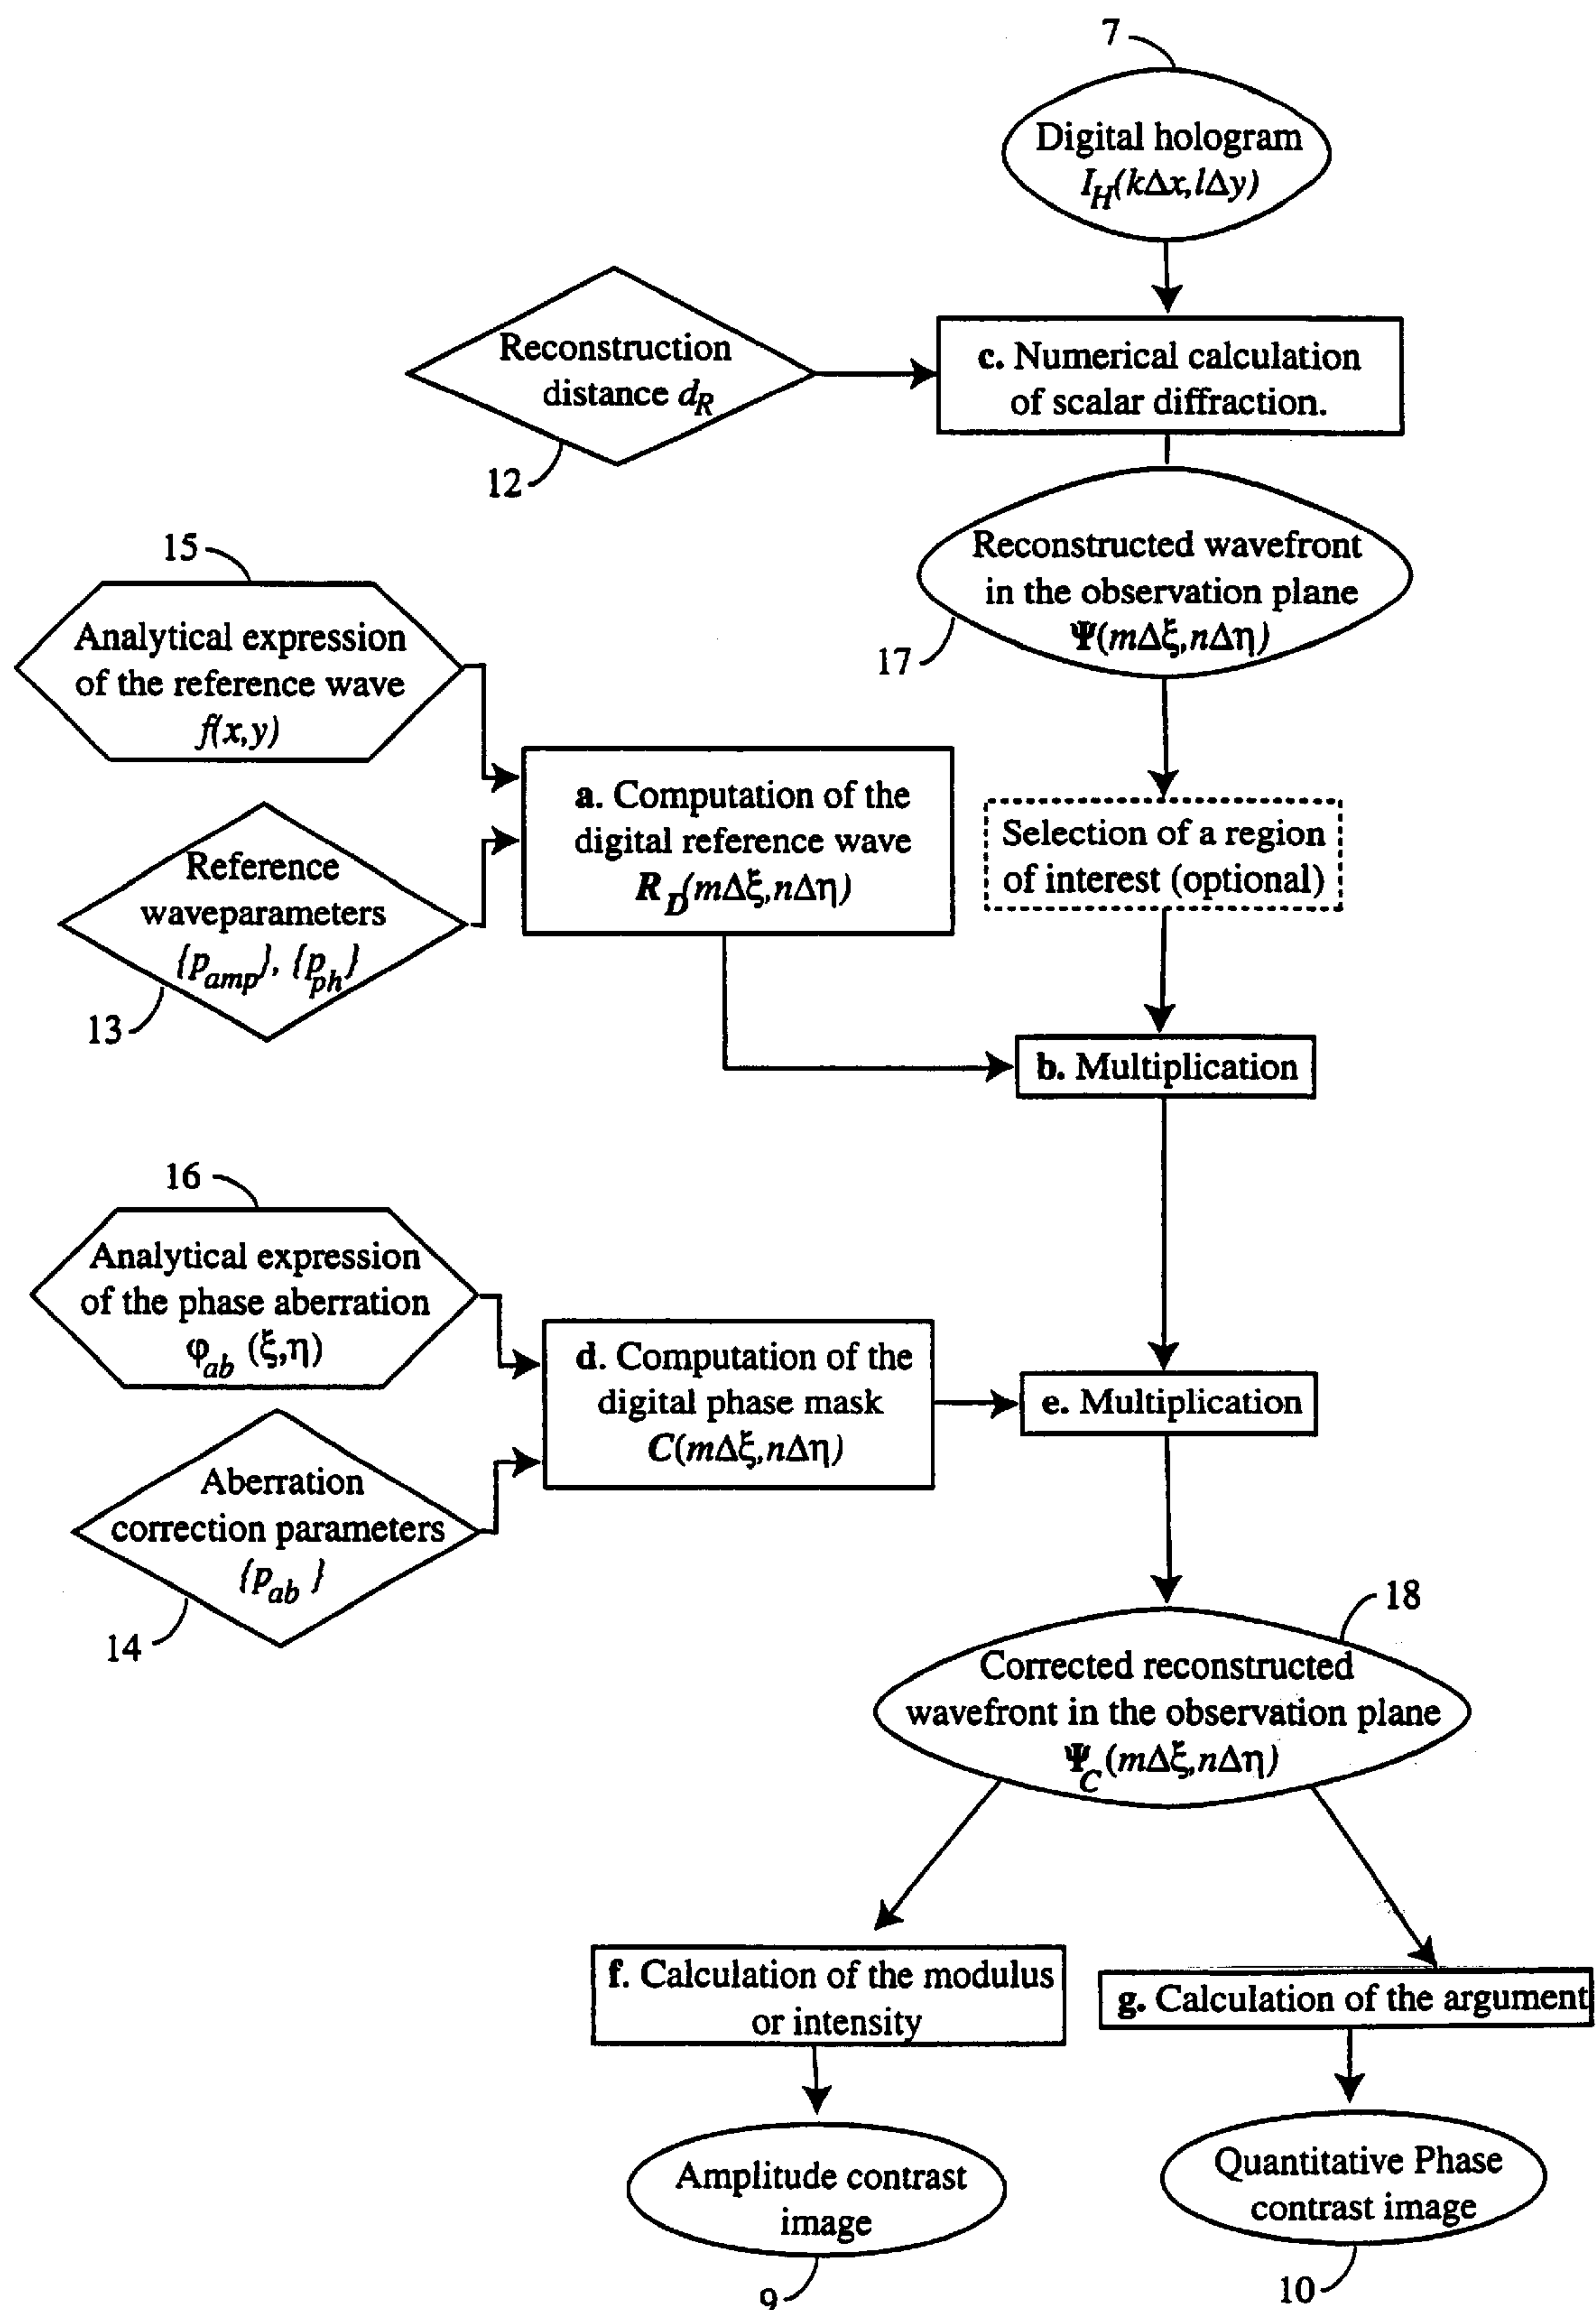 7
Digital hologram
I_H(kΔx,lΔy)
Reconstruction
distance d_R
12
c. Numerical calculation
of scalar diffraction.
Reconstructed wavefront
in the observation plane
Ψ(mΔξ,nΔη)
17
15
Analytical expression
of the reference wave
f(x,y)
a. Computation of the
digital reference wave
R_D(mΔξ,nΔη)
Selection of a region
of interest (optional)
Reference
waveparameters
{p_amp}, {p_ph}
13
b. Multiplication
16
Analytical expression
of the phase aberration
φ_ab (ξ,η)
d. Computation of the
digital phase mask
C(mΔξ,nΔη)
e. Multiplication
Aberration
correction parameters
{p_ab }
14
18
Corrected reconstructed
wavefront in the observation plane
Ψ_C (mΔξ,nΔη)
f. Calculation of the modulus
or intensity
g. Calculation of the argument
Amplitude contrast
image
9
Quantitative Phase
contrast image
10